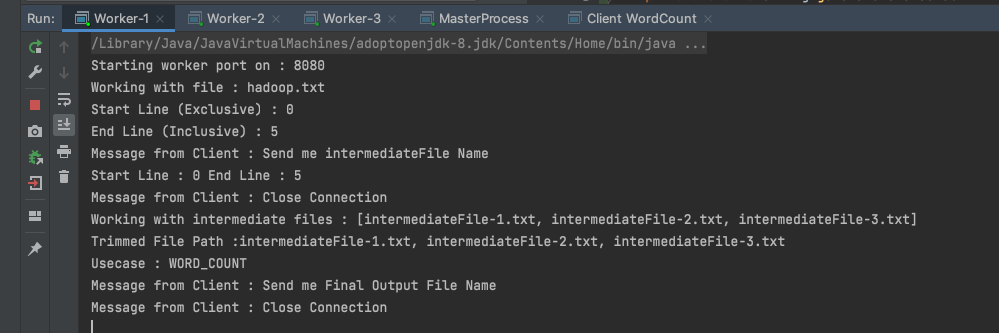 Run: Worker-1 Worker-2 Worker-3 MasterProcess Client WordCount
/Library/Java/JavaVirtualMachines/adoptopenjdk-8.jdk/Contents/Home/bin/java ...
Starting worker port on : 8080
Working with file : hadoop.txt
Start Line (Exclusive) : 0
End Line (Inclusive) : 5
Message from Client : Send me intermediateFile Name
Start Line : 0 End Line : 5
Message from Client : Close Connection
Working with intermediate files : [intermediateFile-1.txt, intermediateFile-2.txt, intermediateFile-3.txt]
Trimmed File Path :intermediateFile-1.txt, intermediateFile-2.txt, intermediateFile-3.txt
Usecase : WORD_COUNT
Message from Client : Send me Final Output File Name
Message from Client : Close Connection